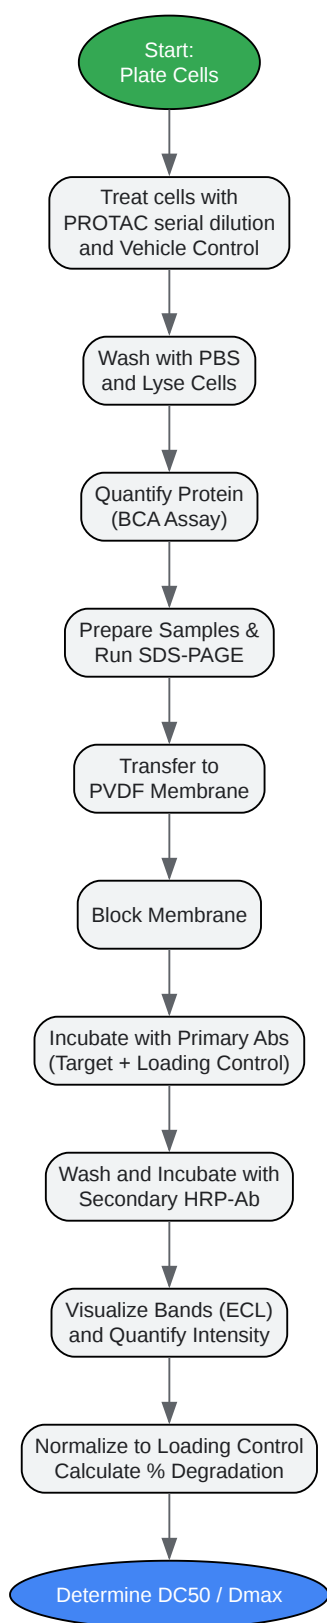 Start:
Plate Cells
Treat cells with
PROTAC serial dilution
and Vehicle Control
Wash with PBS
and Lyse Cells
Quantify Protein
(BCA Assay)
Prepare Samples &
Run SDS-PAGE
Transfer to
PVDF Membrane
Block Membrane
Incubate with Primary Abs
(Target + Loading Control)
Wash and Incubate with
Secondary HRP-Ab
Visualize Bands (ECL)
and Quantify Intensity
Normalize to Loading Control
Calculate % Degradation
Determine DC50 / Dmax